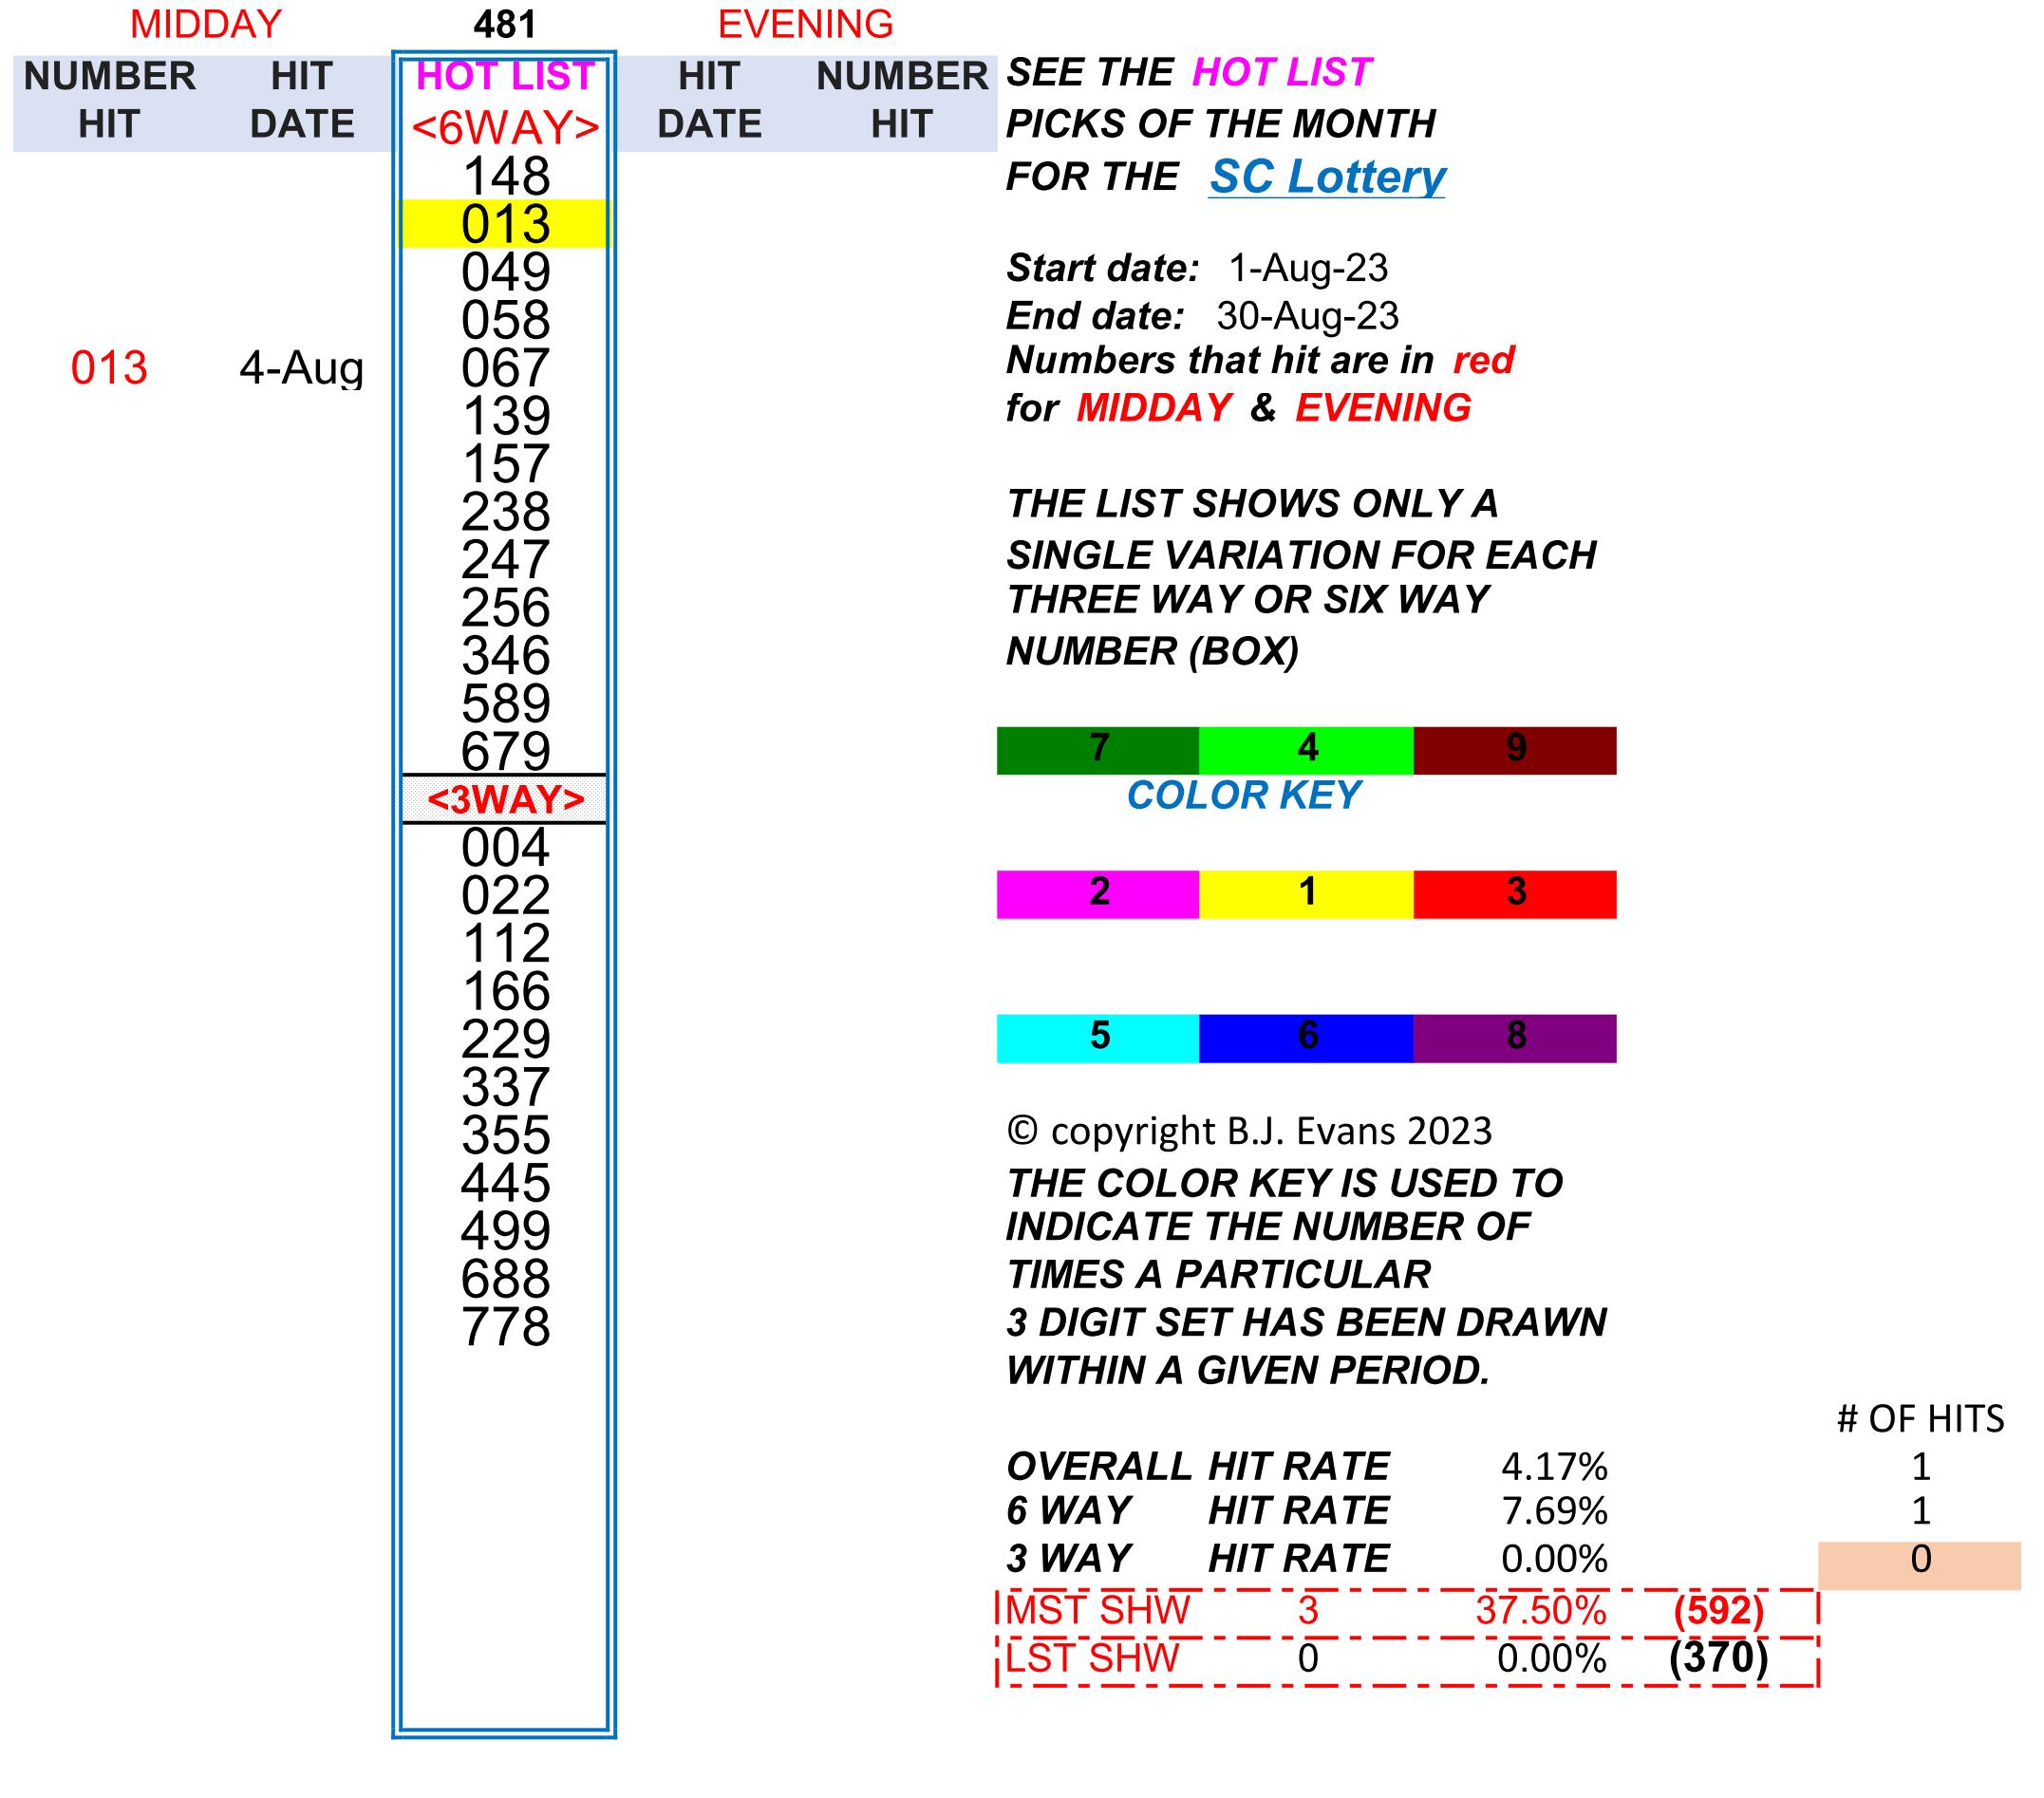 MIDDAY 481 EVENING
NUMBER HIT HOT LIST HIT NUMBER
HIT DATE <6WAY> DATE HIT
148
013
049
058
013 4-Aug 067
139
157
238
247
256
346
589
679
<3WAY>
004
022
112
166
229
337
355
445
499
688
778
SEE THE HOT LIST
PICKS OF THE MONTH
FOR THE SC Lottery
Start date: 1-Aug-23
End date: 30-Aug-23
Numbers that hit are in red
for MIDDAY & EVENING
THE LIST SHOWS ONLY A
SINGLE VARIATION FOR EACH
THREE WAY OR SIX WAY
NUMBER (BOX)
7 4 9
COLOR KEY
2 1 3
5 6 8
© copyright B.J. Evans 2023
THE COLOR KEY IS USED TO
INDICATE THE NUMBER OF
TIMES A PARTICULAR
3 DIGIT SET HAS BEEN DRAWN
WITHIN A GIVEN PERIOD.
# OF HITS
OVERALL HIT RATE 4.17% 1
6 WAY HIT RATE 7.69% 1
3 WAY HIT RATE 0.00% 0
MST SHW 3 37.50% (592)
LST SHW 0 0.00% (370)